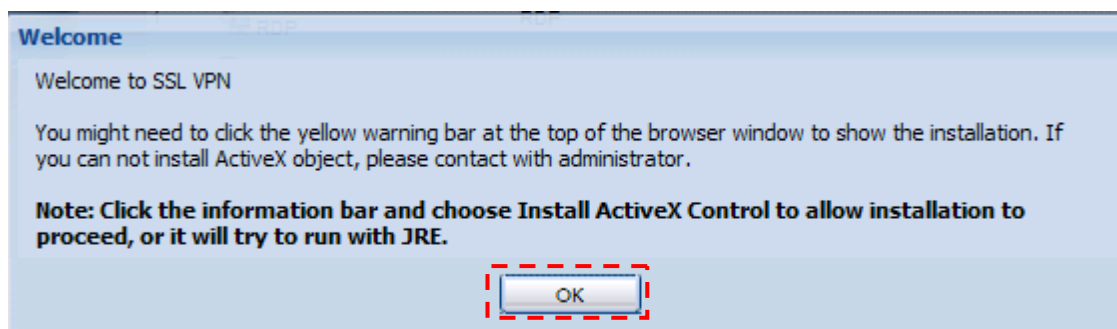 RDP
RDP
Welcome
Welcome to SSL VPN
You might need to click the yellow warning bar at the top of the browser window to show the installation. If
you can not install ActiveX object, please contact with administrator.
Note: Click the information bar and choose Install ActiveX Control to allow installation to
proceed, or it will try to run with JRE.
OK